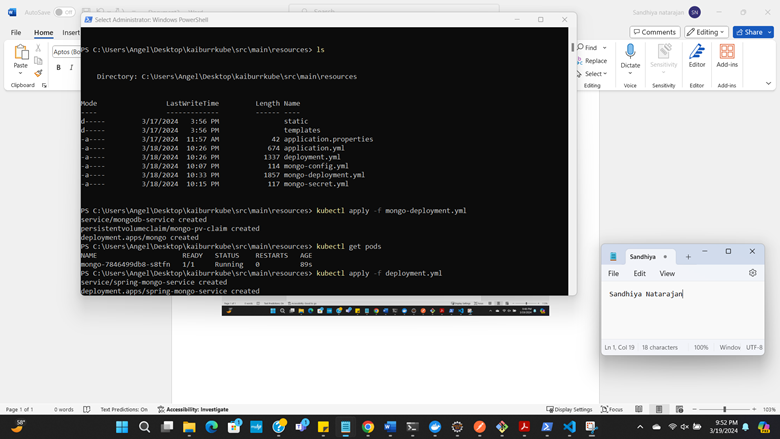 AutoSave
Off
Select Administrator: Windows PowerShell
Search
Sandhiya natarajan
SN
File
Home
Insert
Comments
Editing
Share
Paste
Clipboard
Aptos (Body)
B
I
PS C:\Users\Angel\Desktop\kaiburrkube\src\main\resources> ls
Directory: C:\Users\Angel\Desktop\kaiburrkube\src\main\resources
Mode LastWriteTime Length Name
---- ------------- ------ ----
d----- 3/17/2024 3:56 PM static
d----- 3/17/2024 3:56 PM templates
-a---- 3/17/2024 11:57 AM 42 application.properties
-a---- 3/18/2024 10:26 PM 674 application.yml
-a---- 3/18/2024 10:26 PM 1337 deployment.yml
-a---- 3/18/2024 10:07 PM 114 mongo-config.yml
-a---- 3/18/2024 10:33 PM 1857 mongo-deployment.yml
-a---- 3/18/2024 10:15 PM 117 mongo-secret.yml
PS C:\Users\Angel\Desktop\kaiburrkube\src\main\resources> kubectl apply -f mongo-deployment.yml
service/mongodb-service created
persistentvolumeclaim/mongo-pv-claim created
deployment.apps/mongo created
PS C:\Users\Angel\Desktop\kaiburrkube\src\main\resources> kubectl get pods
NAME READY STATUS RESTARTS AGE
mongo-7846499db8-s8tfn 1/1 Running 0 89s
PS C:\Users\Angel\Desktop\kaiburrkube\src\main\resources> kubectl apply -f deployment.yml
service/spring-mongo-service created
deployment.apps/spring-mongo-service created
Find
Replace
Select
Editing
Dictate
Voice
Sensitivity
Sensitivity
Editor
Editor
Add-ins
Add-ins
Sandhiya
File Edit View
Sandhiya Natarajan
Ln 1, Col 19 18 characters 100% Window UTF-8
Page 1 of 1 0 words Text Predictions: On Accessibility: Investigate
Display Settings Focus 103%
58°
9:52 PM
3/19/2024